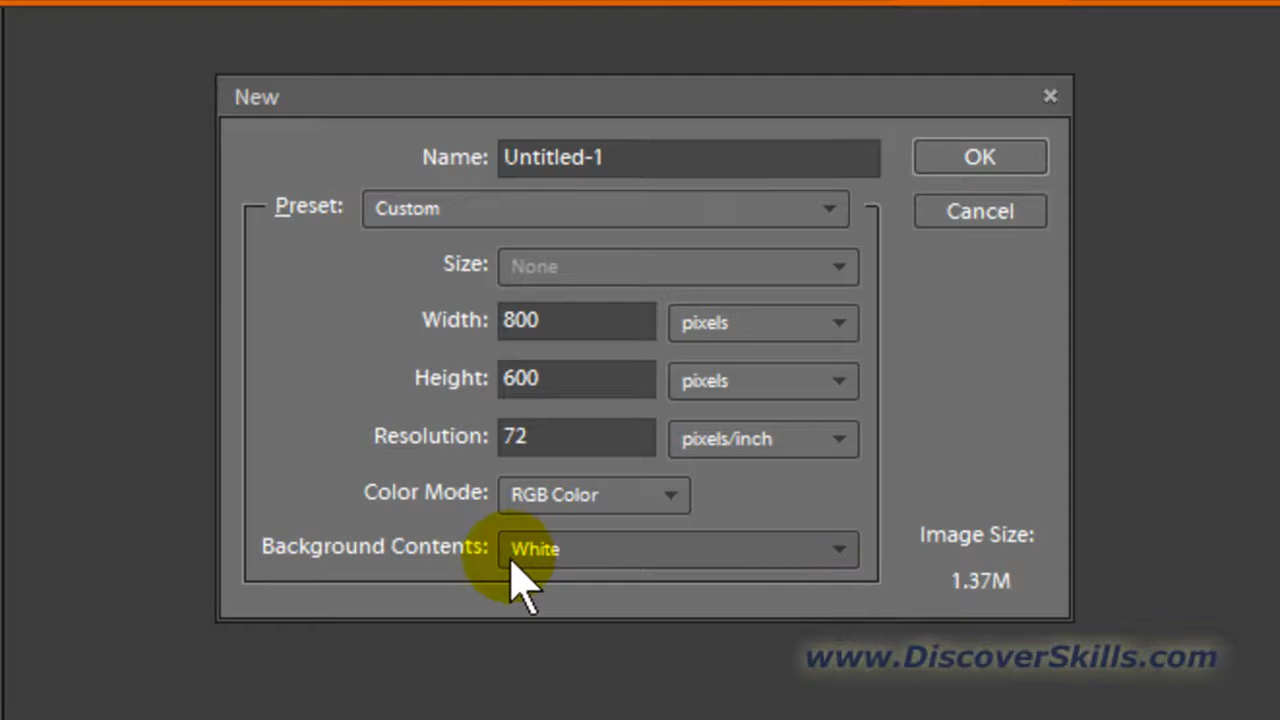 New
Name: Untitled-1
OK
Preset: Custom
Cancel
Size: None
Width: 800 pixels
Height: 600 pixels
Resolution: 72 pixels/inch
Color Mode: RGB Color
Background Contents: White
Image Size:
1.37M
www.DiscoverSkills.com